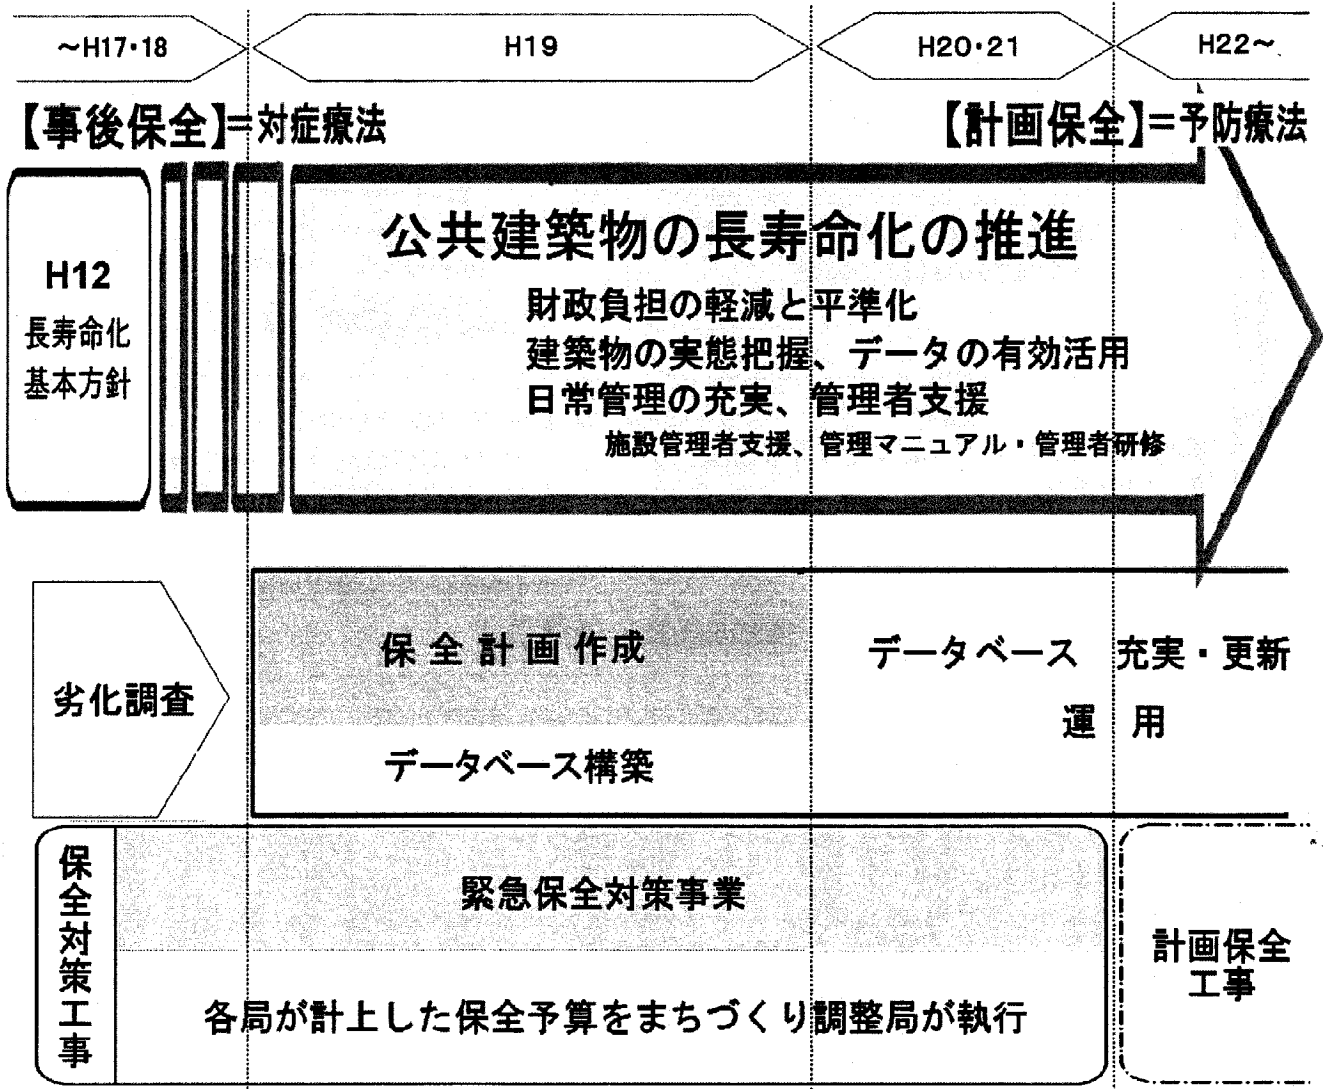 ～H17・18
H19
H20・21
H22～
【事後保全】＝対症療法
【計画保全】＝予防療法
H12
長寿命化
基本方針
公共建築物の長寿命化の推進
財政負担の軽減と平準化
建築物の実態把握、データの有効活用
日常管理の充実、管理者支援
施設管理者支援、管理マニュアル・管理者研修
劣化調査
保全計画作成
データベース構築
データベース 充実・更新
運 用
保全対策工事
緊急保全対策事業
各局が計上した保全予算をまちづくり調整局が執行
計画保全
工事